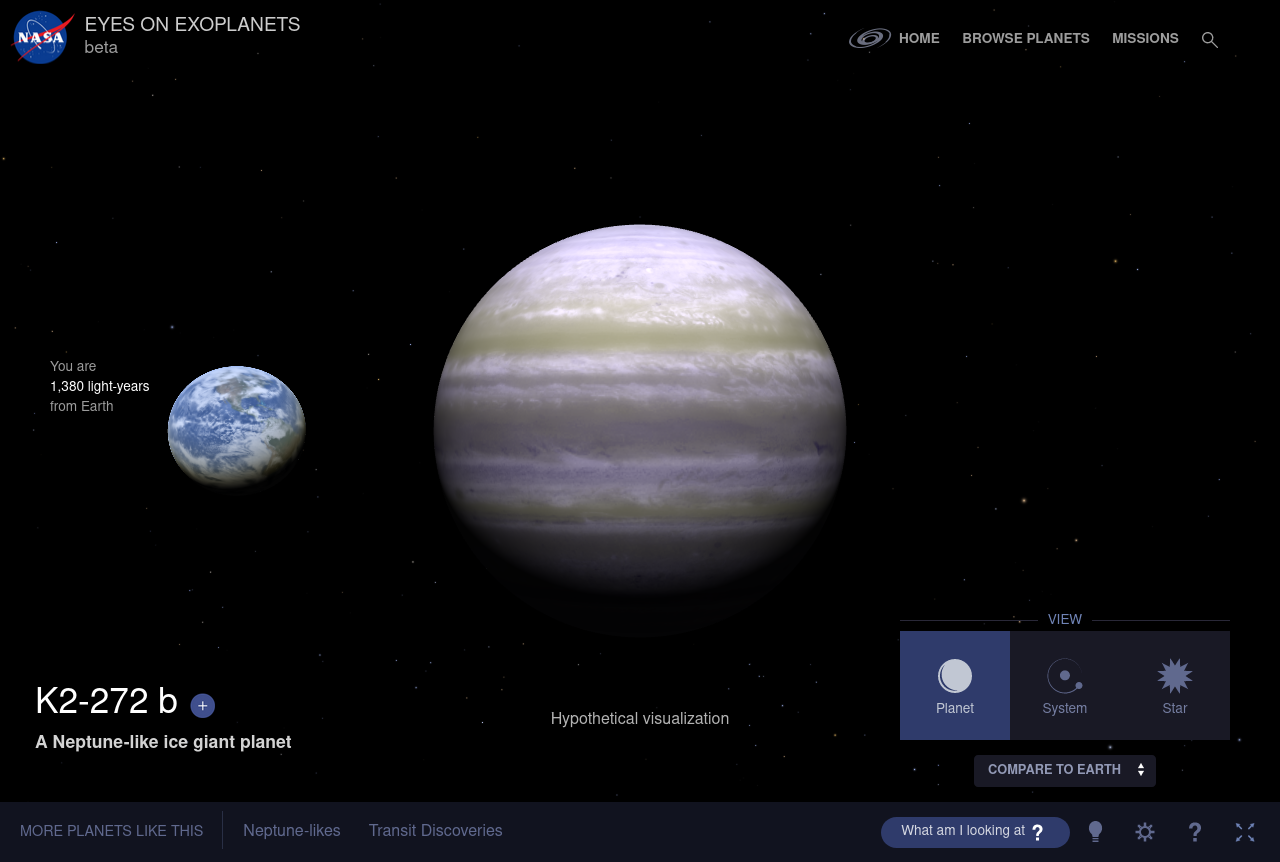 NASA
EYES ON EXOPLANETS
beta
HOME
BROWSE PLANETS
MISSIONS
You are
1,380 light-years
from Earth
K2-272 b +
A Neptune-like ice giant planet
Hypothetical visualization
VIEW
Planet
System
Star
COMPARE TO EARTH
MORE PLANETS LIKE THIS
Neptune-likes
Transit Discoveries
What am I looking at ?
?